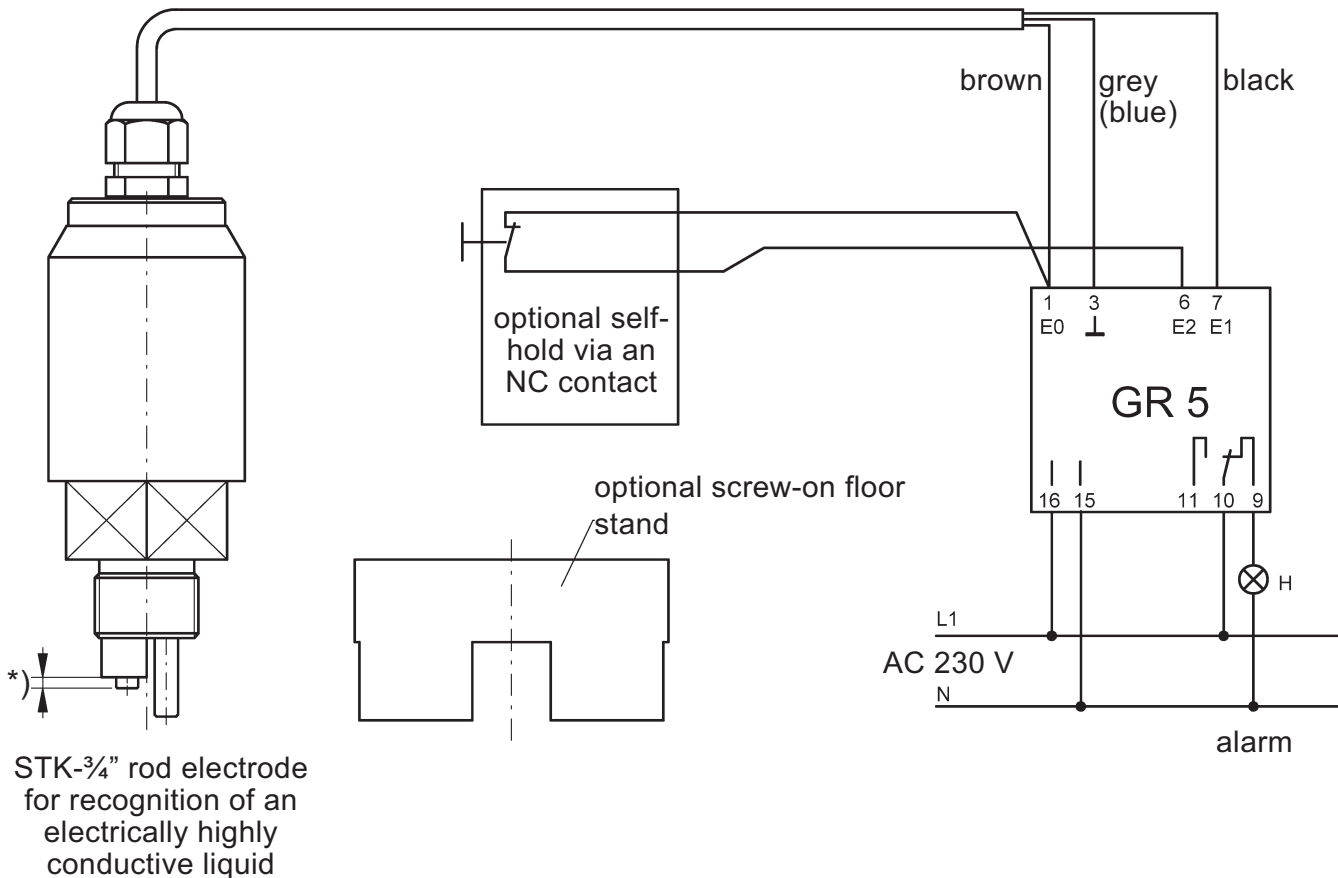 brown
grey
(blue)
black
optional self-
hold via an
NC contact
1 3 6 7
E0 E2 E1
GR 5
16 15 11 10 9
H
optional screw-on floor
stand
L1
AC 230 V
N
alarm
*)
STK-¾” rod electrode
for recognition of an
electrically highly
conductive liquid